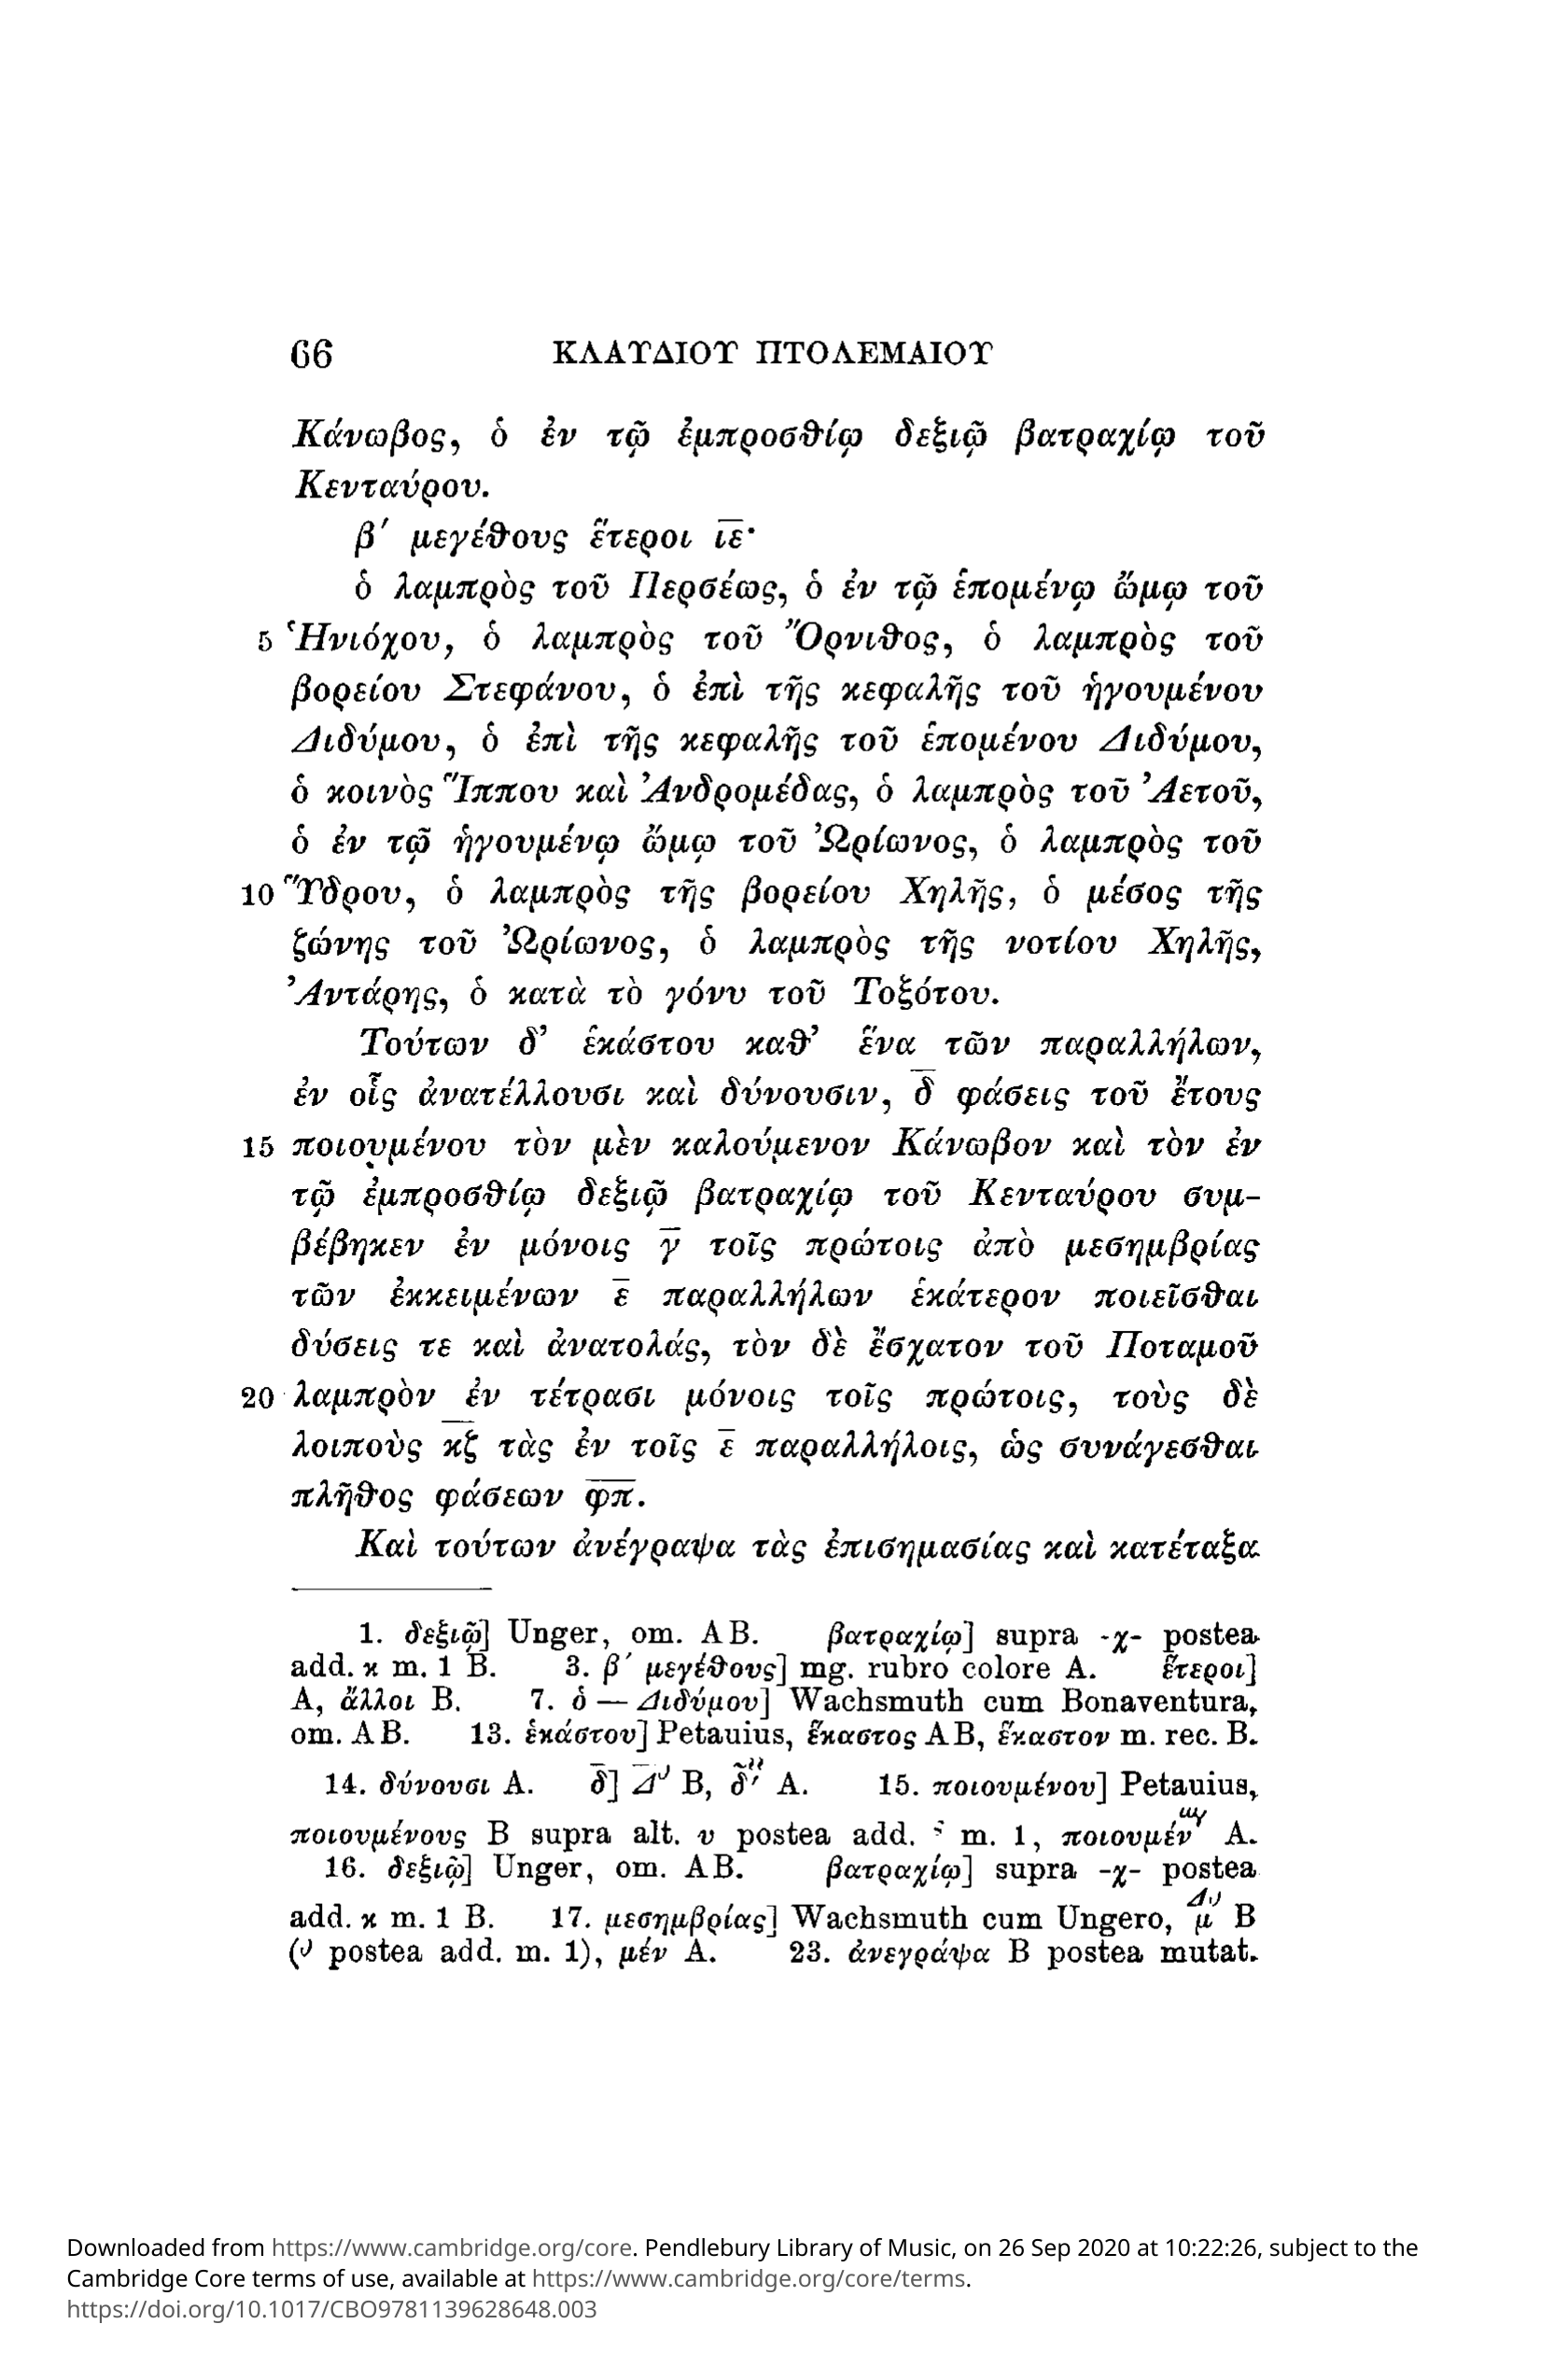 66 ΚΛΑΥΔΙΟΥ ΠΤΟΛΕΜΑΙΟΥ
Κάνωβος, ὁ ἐν τῷ ἐμπροσθίῳ δεξιῷ βατραχίῳ τοῦ
Κενταύρου.
β´ μεγέθους ἕτεροι ι̅ε̅·
ὁ λαμπρὸς τοῦ Περσέως, ὁ ἐν τῷ ἑπομένῳ ὤμῳ τοῦ
5 Ἡνιόχου, ὁ λαμπρὸς τοῦ Ὄρνιθος, ὁ λαμπρὸς τοῦ
βορείου Στεφάνου, ὁ ἐπὶ τῆς κεφαλῆς τοῦ ἡγουμένου
Διδύμου, ὁ ἐπὶ τῆς κεφαλῆς τοῦ ἑπομένου Διδύμου,
ὁ κοινὸς Ἵππου καὶ Ἀνδρομέδας, ὁ λαμπρὸς τοῦ Ἀετοῦ,
ὁ ἐν τῷ ἡγουμένῳ ὤμῳ τοῦ Ὠρίωνος, ὁ λαμπρὸς τοῦ
10 Ὕδρου, ὁ λαμπρὸς τῆς βορείου Χηλῆς, ὁ μέσος τῆς
ζώνης τοῦ Ὠρίωνος, ὁ λαμπρὸς τῆς νοτίου Χηλῆς,
Ἀντάρης, ὁ κατὰ τὸ γόνυ τοῦ Τοξότου.
Τούτων δ’ ἑκάστου καθ’ ἕνα τῶν παραλλήλων,
ἐν οἷς ἀνατέλλουσι καὶ δύνουσιν, δ̅ φάσεις τοῦ ἔτους
15 ποιουμένου τὸν μὲν καλούμενον Κάνωβον καὶ τὸν ἐν
τῷ ἐμπροσθίῳ δεξιῷ βατραχίῳ τοῦ Κενταύρου συμ-
βέβηκεν ἐν μόνοις γ̅ τοῖς πρώτοις ἀπὸ μεσημβρίας
τῶν ἐκκειμένων ε̅ παραλλήλων ἑκάτερον ποιεῖσθαι
δύσεις τε καὶ ἀνατολάς, τὸν δὲ ἔσχατον τοῦ Ποταμοῦ
20 λαμπρὸν ἐν τέτρασι μόνοις τοῖς πρώτοις, τοὺς δὲ
λοιποὺς κ̅ζ̅ τὰς ἐν τοῖς ε̅ παραλλήλοις, ὡς συνάγεσθαι
πλῆθος φάσεων φ̅π̅.
Καὶ τούτων ἀνέγραψα τὰς ἐπισημασίας καὶ κατέταξα
1. δεξιῷ] Unger, om. AB. βατραχίῳ] supra -χ- postea
add. κ m. 1 B. 3. β´ μεγέθους] mg. rubro colore A. ἕτεροι]
A, ἄλλοι B. 7. ὁ — Διδύμου] Wachsmuth cum Bonaventura,
om. AB. 13. ἑκάστου] Petauius, ἕκαστος AB, ἕκαστον m. rec. B.
14. δύνουσι A. δ̅] Δ̅ B, δ̃ A. 15. ποιουμένου] Petauius,
ποιουμένους B supra alt. υ postea add. m. 1, ποιουμέν A.
16. δεξιῷ] Unger, om. AB. βατραχίῳ] supra -χ- postea
add. κ m. 1 B. 17. μεσημβρίας] Wachsmuth cum Ungero, μ B
( postea add. m. 1), μέν A. 23. ἀνεγράψα B postea mutat.
Downloaded from https://www.cambridge.org/core. Pendlebury Library of Music, on 26 Sep 2020 at 10:22:26, subject to the
Cambridge Core terms of use, available at https://www.cambridge.org/core/terms.
https://doi.org/10.1017/CBO9781139628648.003